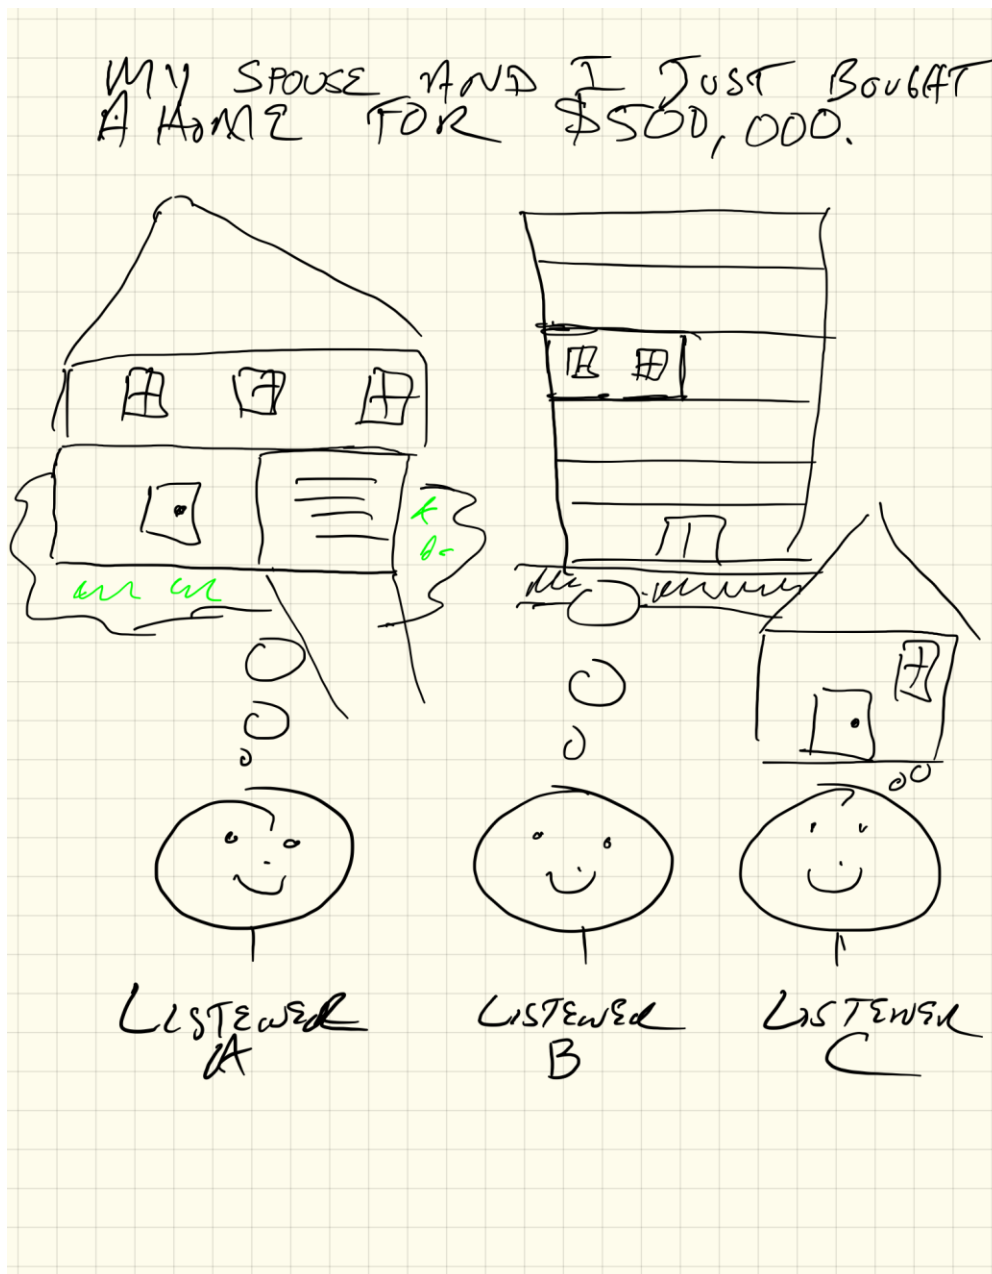 MY SPOUSE AND I JUST BOUGHT
A HOME FOR $500,000.
LISTENER
A
LISTENER
B
LISTENER
C